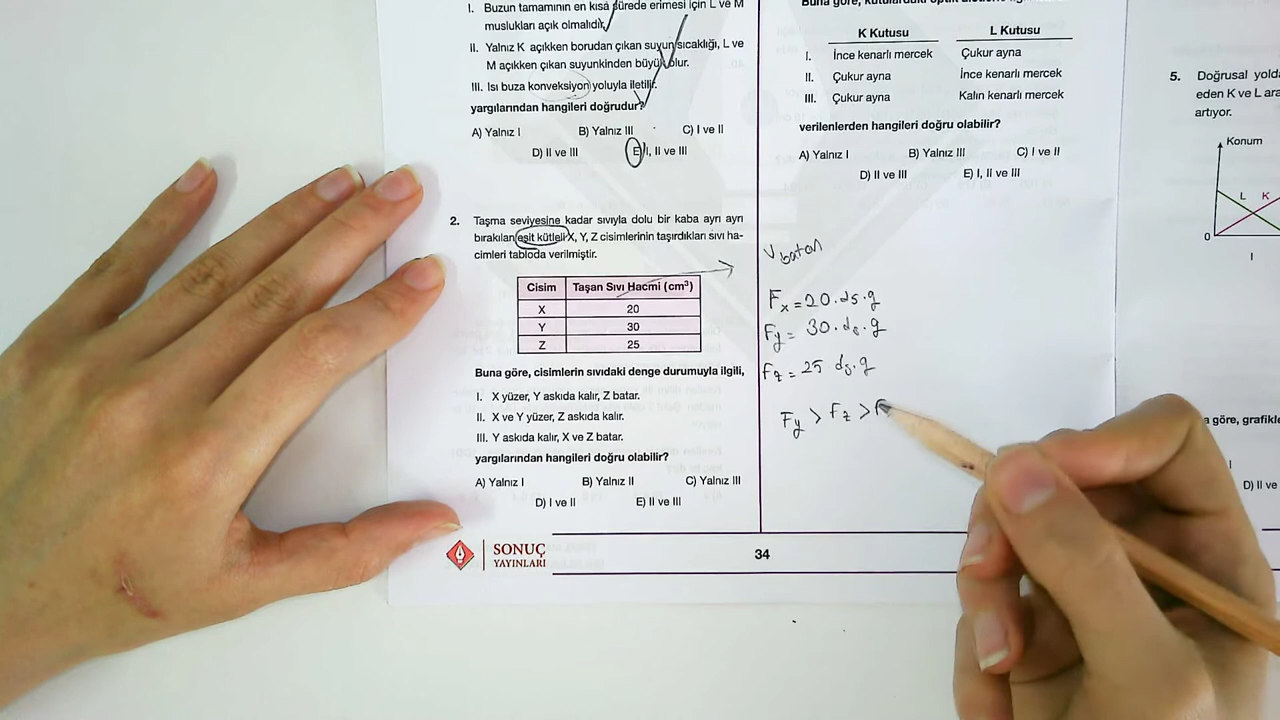 I. Buzun tamamının en kısa sürede erimesi için L ve M
muslukları açık olmalıdır.
II. Yalnız K açıkken borudan çıkan suyun sıcaklığı, L ve
M açıkken çıkan suyunkinden büyük olur.
III. Isı buza konveksiyon yoluyla iletilir.
yargılarından hangileri doğrudur?
A) Yalnız I B) Yalnız III C) I ve II
D) II ve III E) I, II ve III
2. Taşma seviyesine kadar sıvıyla dolu bir kaba ayrı ayrı
bırakılan eşit kütleli X, Y, Z cisimlerinin taşırdıkları sıvı ha-
cimleri tabloda verilmiştir.
Cisim Taşan Sıvı Hacmi (cm³)
X 20
Y 30
Z 25
Buna göre, cisimlerin sıvıdaki denge durumuyla ilgili,
I. X yüzer, Y askıda kalır, Z batar.
II. X ve Y yüzer, Z askıda kalır.
III. Y askıda kalır, X ve Z batar.
yargılarından hangileri doğru olabilir?
A) Yalnız I B) Yalnız II C) Yalnız III
D) I ve II E) II ve III
SONUÇ
YAYINLARI
34
K Kutusu L Kutusu
I. İnce kenarlı mercek Çukur ayna
II. Çukur ayna İnce kenarlı mercek
III. Çukur ayna Kalın kenarlı mercek
verilenlerden hangileri doğru olabilir?
A) Yalnız I B) Yalnız III C) I ve II
D) II ve III E) I, II ve III
V batan
Fx = 20.ds.g
Fy = 30.ds.g
Fz = 25 ds.g
Fy > Fz > F
5. Doğrusal yolda
eden K ve L ara
artıyor.
Konum
L K
0
I
göre, grafikle
I
D) II ve